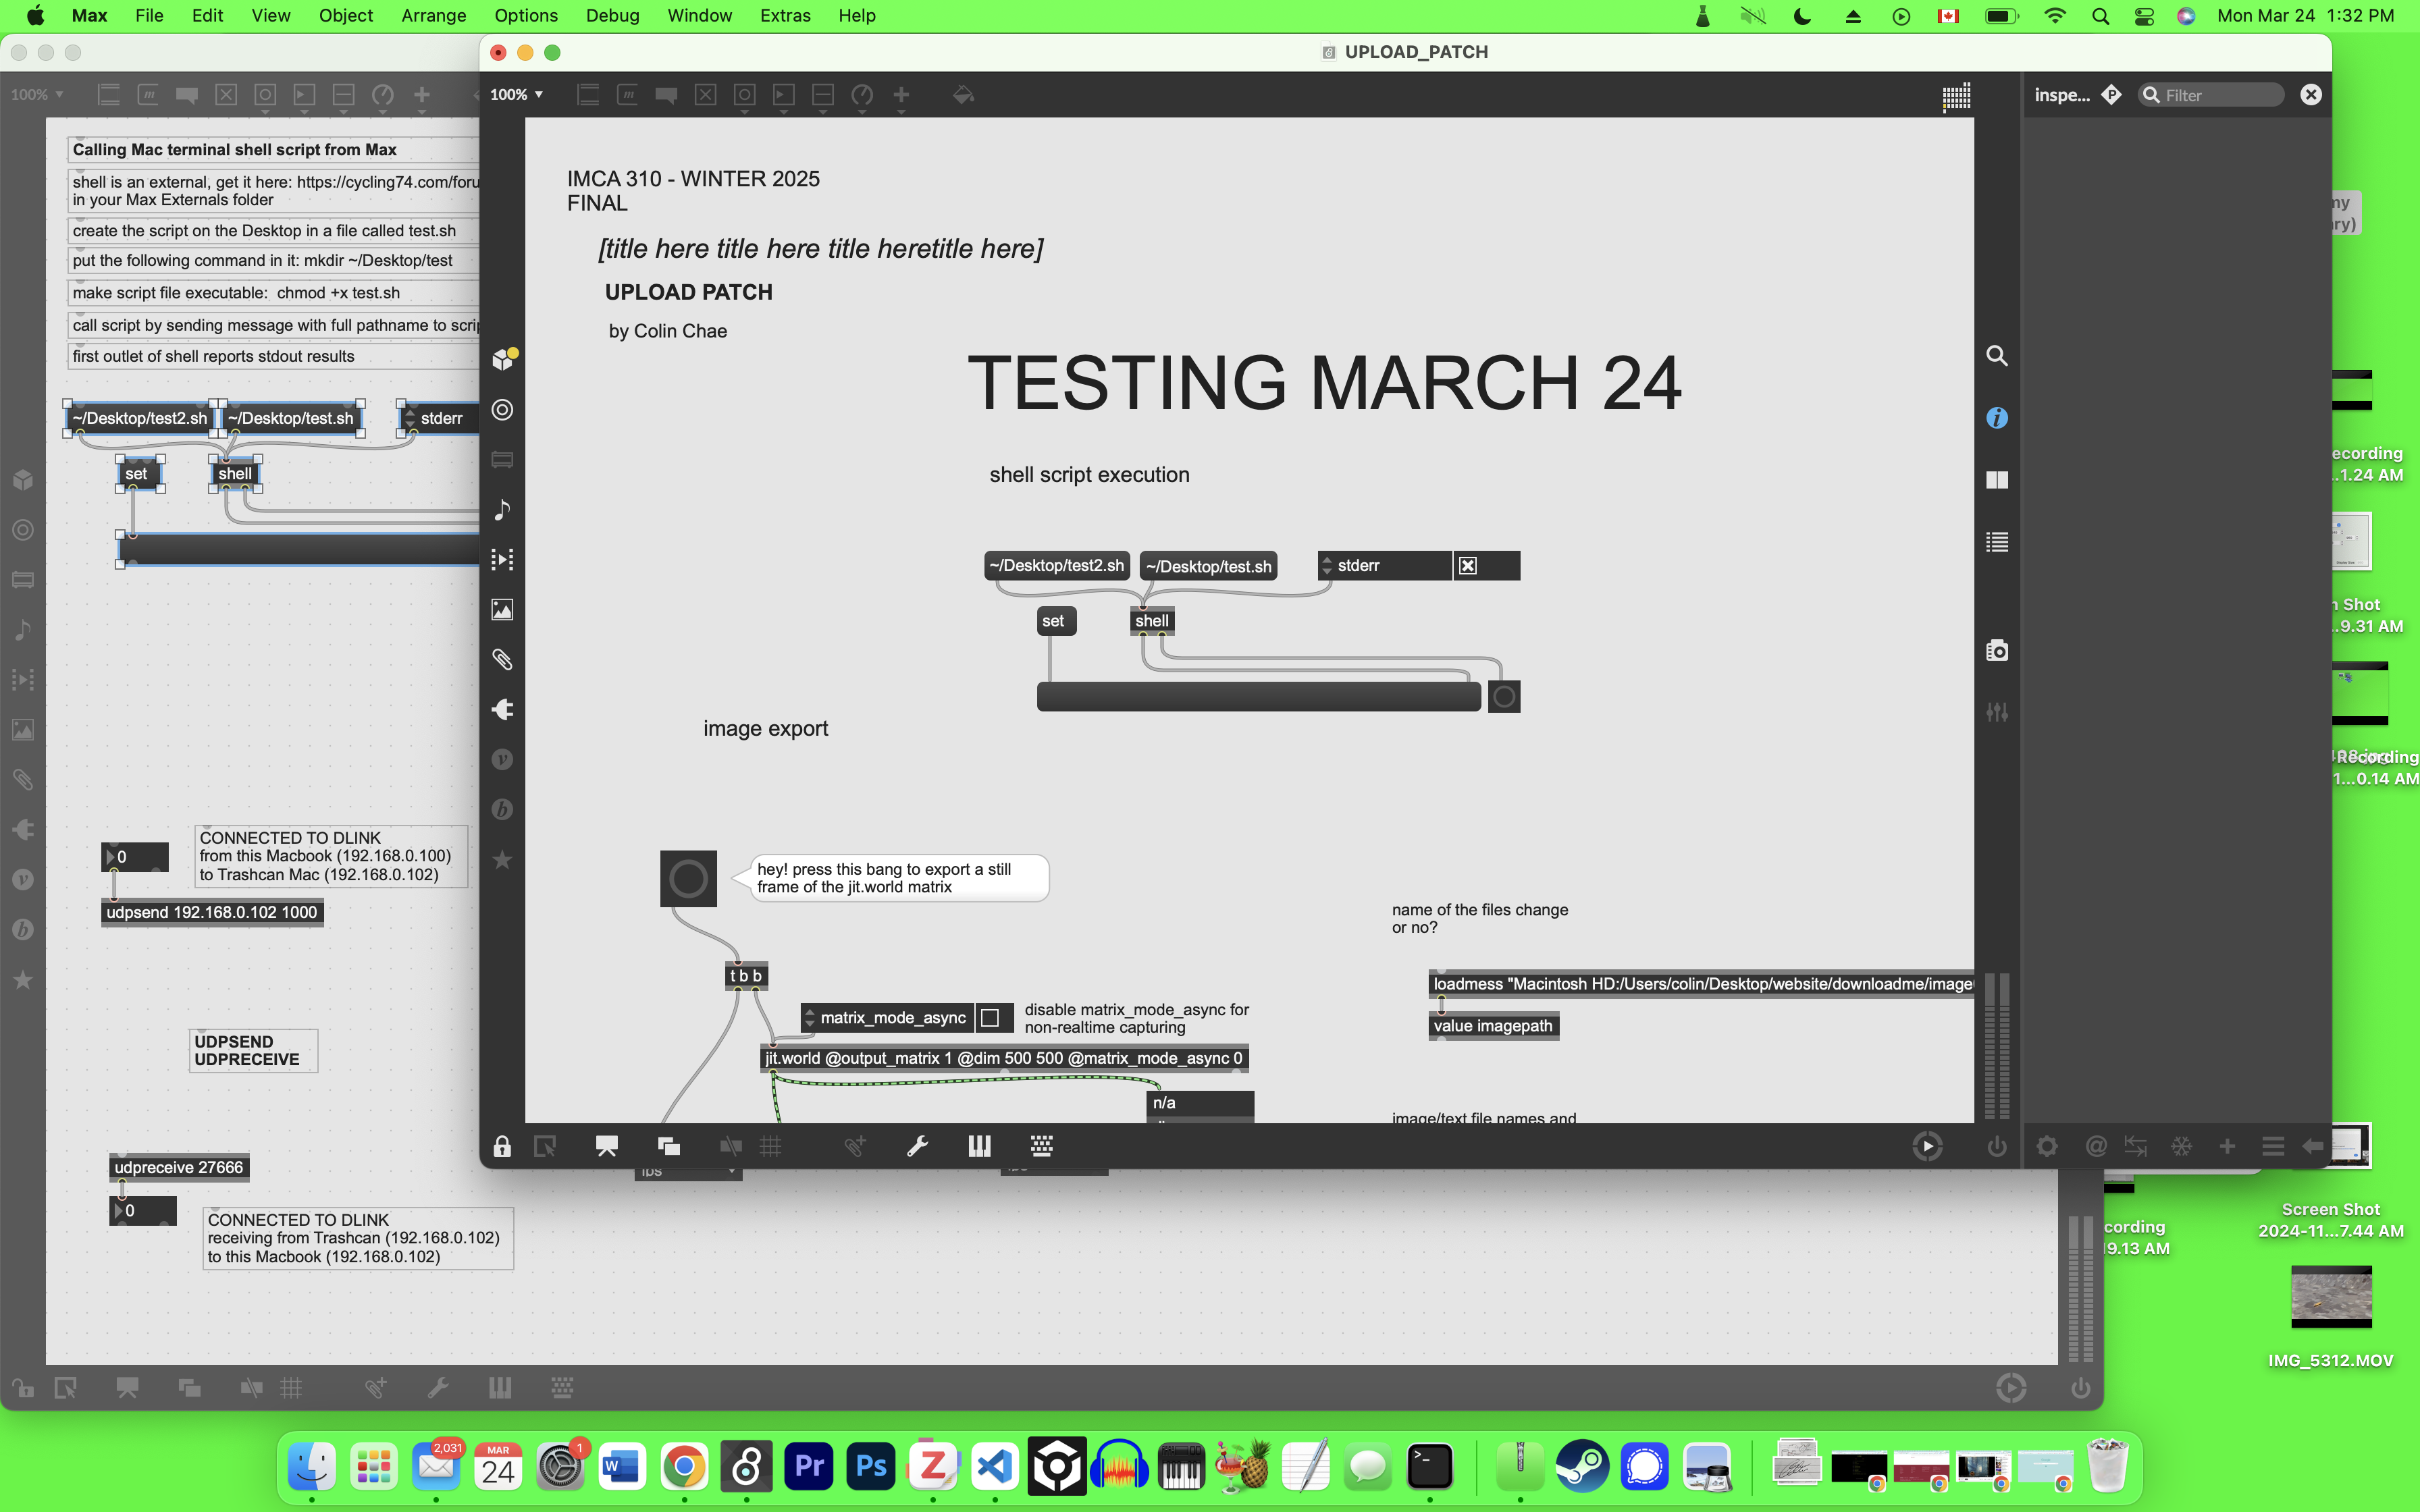 Max File Edit View Object Arrange Options Debug Window Extras Help Mon Mar 24 1:32 PM
UPLOAD_PATCH
100%
100%
inspe...
Filter
Calling Mac terminal shell script from Max
shell is an external, get it here: https://cycling74.com/foru
in your Max Externals folder
create the script on the Desktop in a file called test.sh
put the following command in it: mkdir ~/Desktop/test
make script file executable:  chmod +x test.sh
call script by sending message with full pathname to scrip
first outlet of shell reports stdout results
~/Desktop/test2.sh
~/Desktop/test.sh
stderr
set
shell
0
CONNECTED TO DLINK
from this Macbook (192.168.0.100)
to Trashcan Mac (192.168.0.102)
udpsend 192.168.0.102 1000
UDPSEND
UDPRECEIVE
udpreceive 27666
0
CONNECTED TO DLINK
receiving from Trashcan (192.168.0.102)
to this Macbook (192.168.0.102)
IMCA 310 - WINTER 2025
FINAL
[title here title here title heretitle here]
UPLOAD PATCH
by Colin Chae
TESTING MARCH 24
shell script execution
~/Desktop/test2.sh
~/Desktop/test.sh
stderr
set
shell
image export
hey! press this bang to export a still
frame of the jit.world matrix
t b b
matrix_mode_async
disable matrix_mode_async for
non-realtime capturing
jit.world @output_matrix 1 @dim 500 500 @matrix_mode_async 0
n/a
name of the files change
or no?
loadmess "Macintosh HD:/Users/colin/Desktop/website/downloadme/image
value imagepath
image/text file names and
fps
ny
ry)
ecording
...1.24 AM
n Shot
...9.31 AM
Recording
1...0.14 AM
cording
9.13 AM
Screen Shot
2024-11...7.44 AM
IMG_5312.MOV
2,031
MAR
24
1
W
Pr
Ps
Z